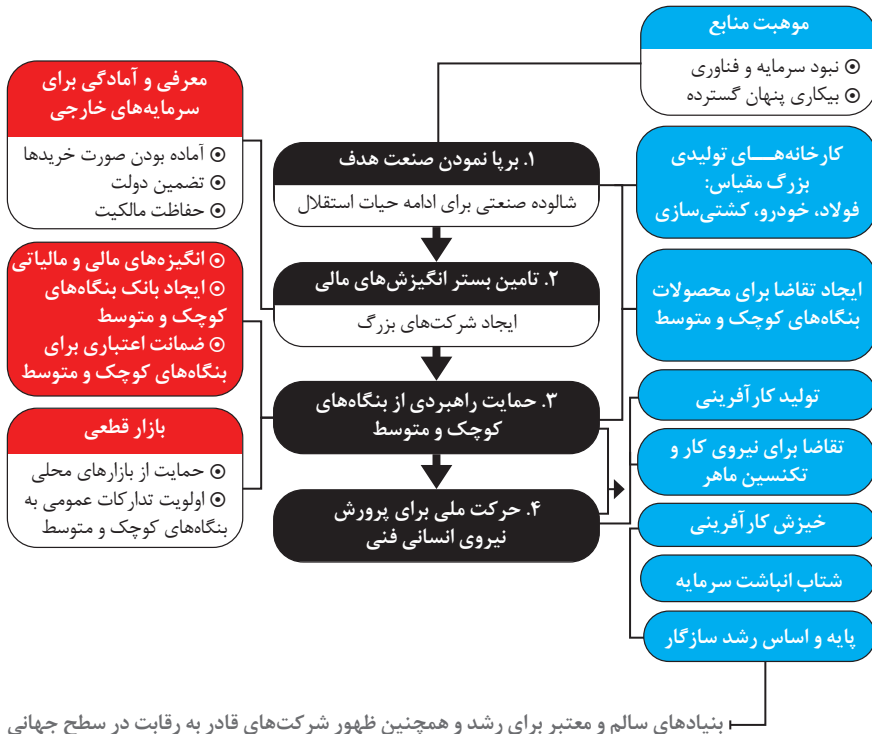 موهبت منابع
⊙ نبود سرمایه و فناوری
⊙ بیکاری پنهان گسترده
کارخانه‌هـــای تولیدی
بزرگ مقیاس:
فولاد، خودرو، کشتی‌سازی
ایجاد تقاضا برای محصولات
بنگاه‌های کوچک و متوسط
تولید کارآفرینی
تقاضا برای نیروی کار و
تکنسین ماهر
خیزش کارآفرینی
شتاب انباشت سرمایه
پایه و اساس رشد سازگار
۱. برپا نمودن صنعت هدف
شالوده صنعتی برای ادامه حیات استقلال
۲. تامین بستر انگیزش‌های مالی
ایجاد شرکت‌های بزرگ
۳. حمایت راهبردی از بنگاه‌های
کوچک و متوسط
۴. حرکت ملی برای پرورش
نیروی انسانی فنی
معرفی و آمادگی برای
سرمایه‌های خارجی
⊙ آماده بودن صورت خریدها
⊙ تضمین دولت
⊙ حفاظت مالکیت
⊙ انگیزه‌های مالی و مالیاتی
⊙ ایجاد بانک بنگاه‌های
کوچک و متوسط
⊙ ضمانت اعتباری برای
بنگاه‌های کوچک و متوسط
بازار قطعی
⊙ حمایت از بازارهای محلی
⊙ اولویت تدارکات عمومی به
بنگاه‌های کوچک و متوسط
بنیادهای سالم و معتبر برای رشد و همچنین ظهور شرکت‌های قادر به رقابت در سطح جهانی